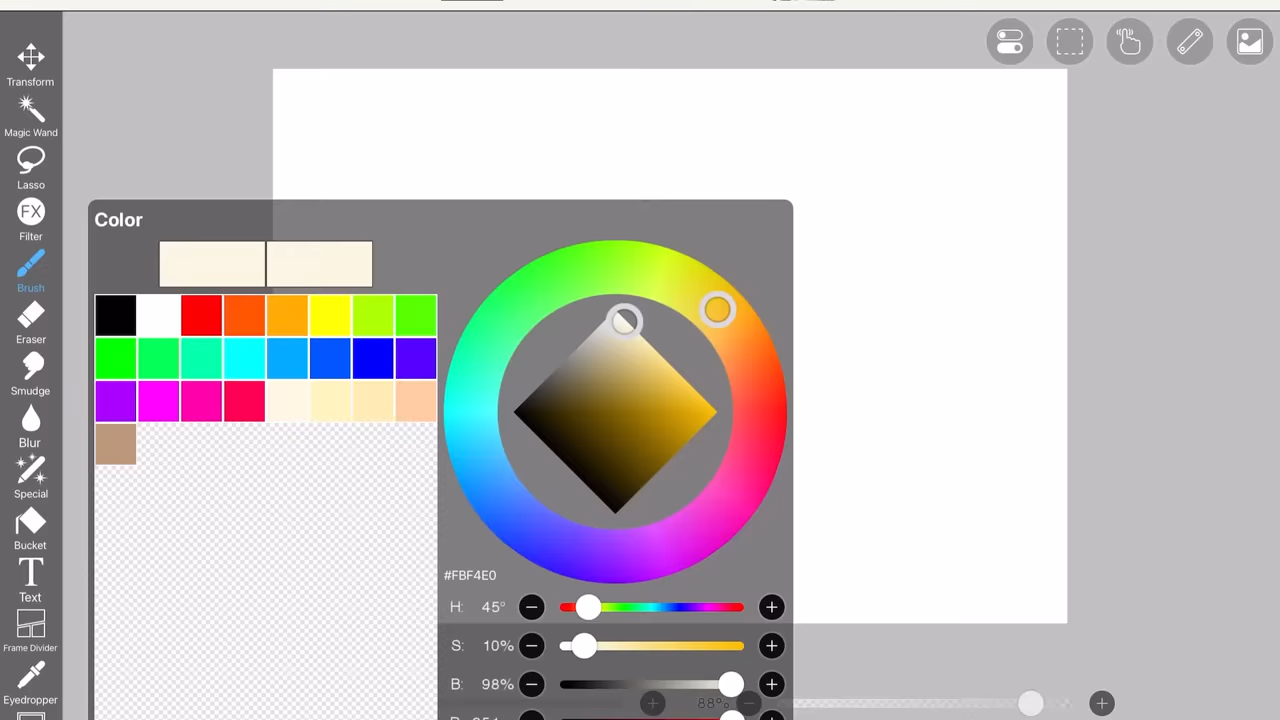 Transform
Magic Wand
Lasso
FX
Filter
Brush
Eraser
Smudge
Blur
Special
Bucket
T
Text
Frame Divider
Eyedropper
Color
#FBF4E0
H: 45°
S: 10%
B: 98%
88%